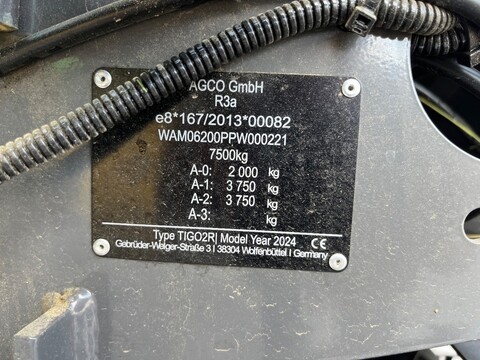 AGCO GmbH
R3a
e8*167/2013*00082
WAM06200PPW000221
7500kg
A-0: 2 000 kg
A-1: 3 750 kg
A-2: 3 750 kg
A-3: kg
Type TIGO2R| Model Year 2024 CE
Gebrüder-Welger-Straße 3 I 38304 Wolfenbüttel I Germany